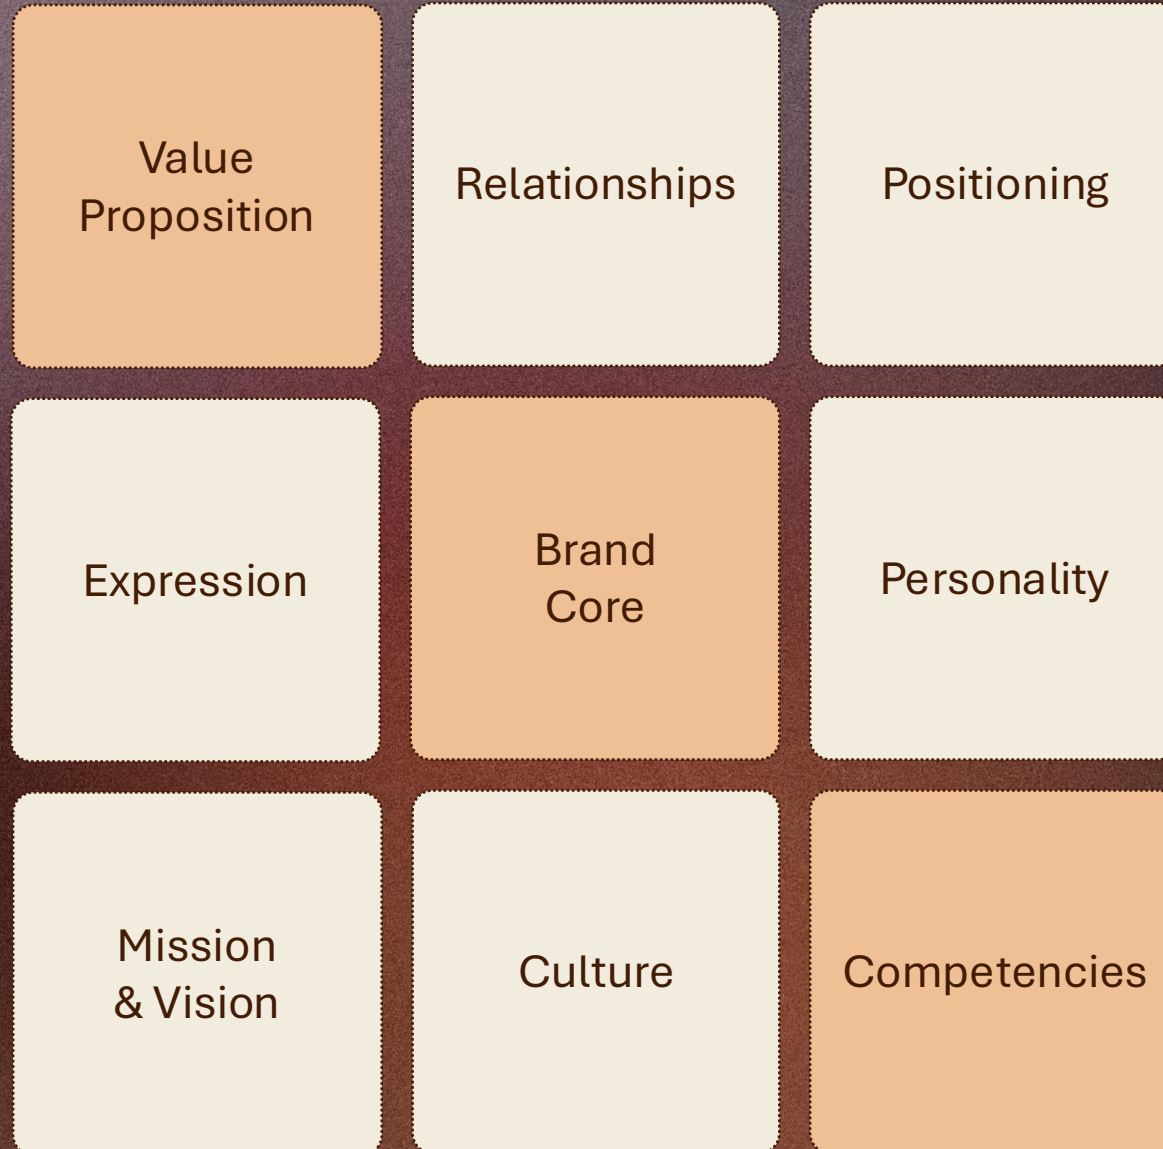 Value
Proposition
Relationships
Positioning
Expression
Brand
Core
Personality
Mission
& Vision
Culture
Competencies